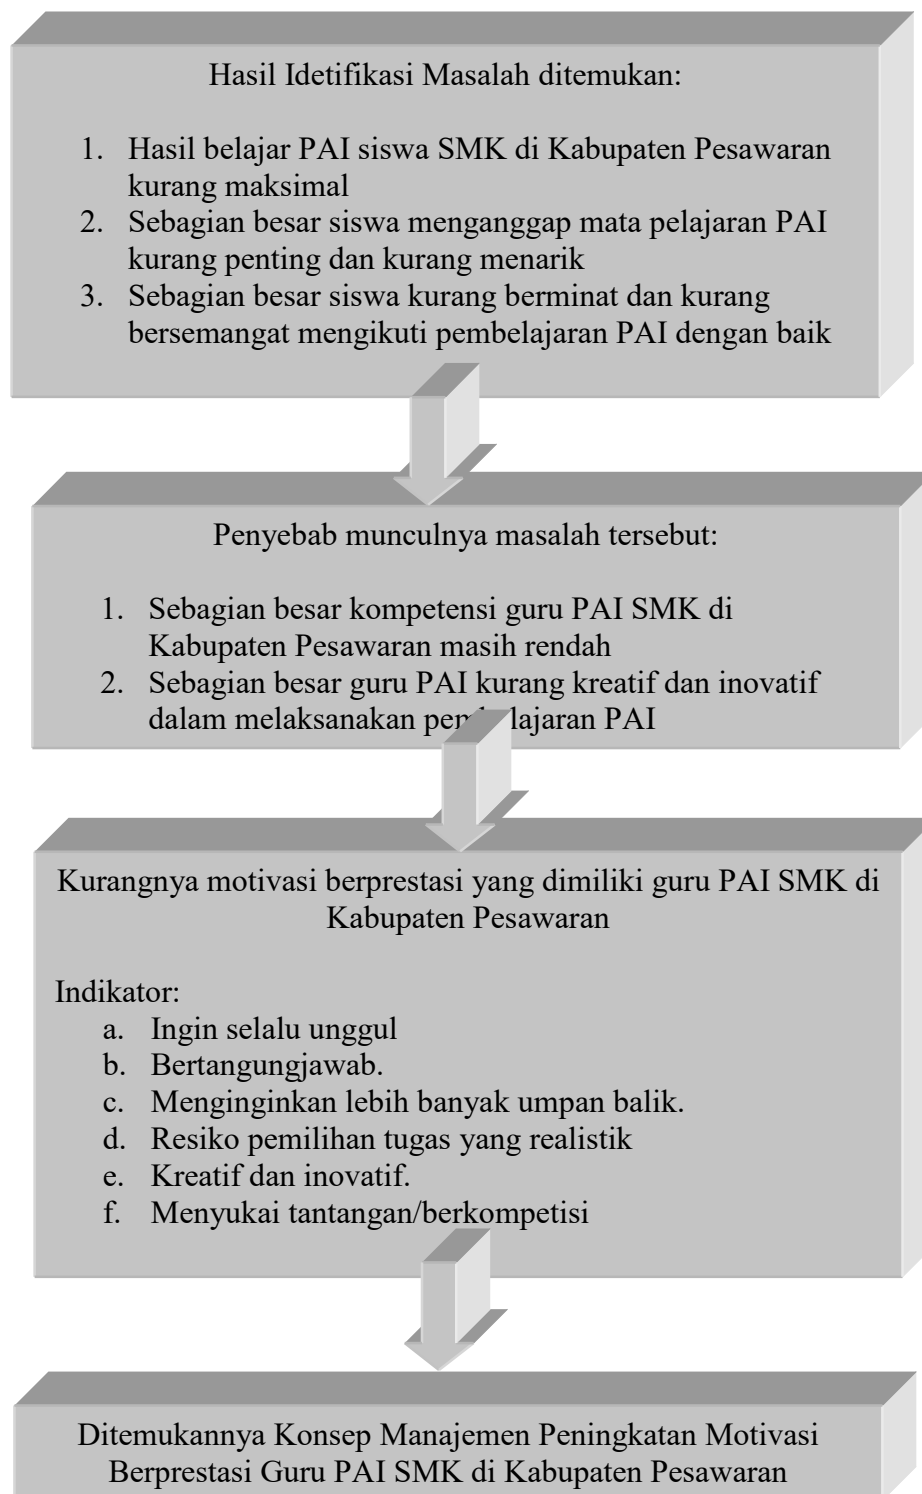 Hasil Idetifikasi Masalah ditemukan:
1. Hasil belajar PAI siswa SMK di Kabupaten Pesawaran
kurang maksimal
2. Sebagian besar siswa menganggap mata pelajaran PAI
kurang penting dan kurang menarik
3. Sebagian besar siswa kurang berminat dan kurang
bersemangat mengikuti pembelajaran PAI dengan baik
Penyebab munculnya masalah tersebut:
1. Sebagian besar kompetensi guru PAI SMK di
Kabupaten Pesawaran masih rendah
2. Sebagian besar guru PAI kurang kreatif dan inovatif
dalam melaksanakan pembelajaran PAI
Kurangnya motivasi berprestasi yang dimiliki guru PAI SMK di
Kabupaten Pesawaran
Indikator:
a. Ingin selalu unggul
b. Bertangungjawab.
c. Menginginkan lebih banyak umpan balik.
d. Resiko pemilihan tugas yang realistik
e. Kreatif dan inovatif.
f. Menyukai tantangan/berkompetisi
Ditemukannya Konsep Manajemen Peningkatan Motivasi
Berprestasi Guru PAI SMK di Kabupaten Pesawaran